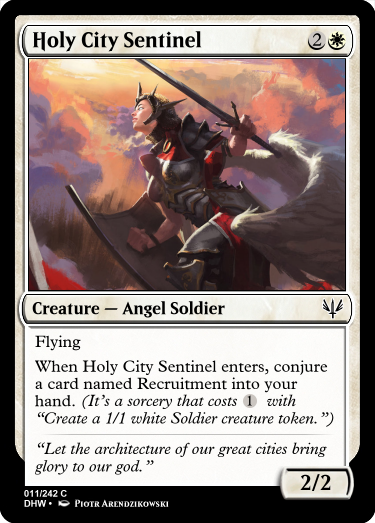 Holy City Sentinel 2
Creature — Angel Soldier
Flying
When Holy City Sentinel enters, conjure
a card named Recruitment into your
hand. (It's a sorcery that costs 1 with
“Create a 1/1 white Soldier creature token.”)
“Let the architecture of our great cities bring
glory to our god.”
2/2
011/242 C
DHW • Piotr Arendzikowski